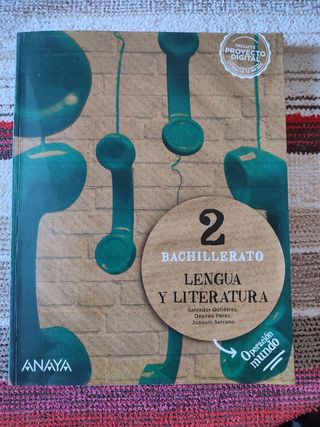 INCLUYE
PROYECTO
DIGITAL
2
BACHILLERATO
LENGUA
Y LITERATURA
Salvador Gutiérrez,
Desirée Pérez,
Joaquín Serrano
Operación
mundo
ANAYA